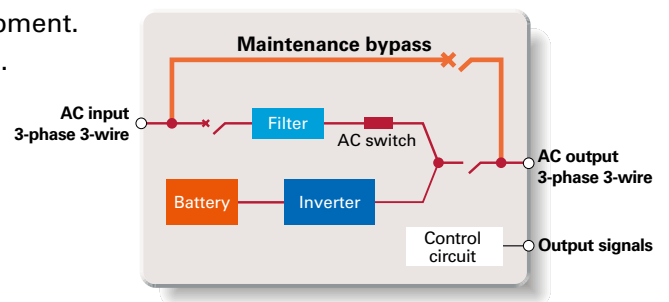 oment.
.
Maintenance bypass
AC input
3-phase 3-wire
Filter
AC switch
AC output
3-phase 3-wire
Battery
Inverter
Control
circuit
Output signals